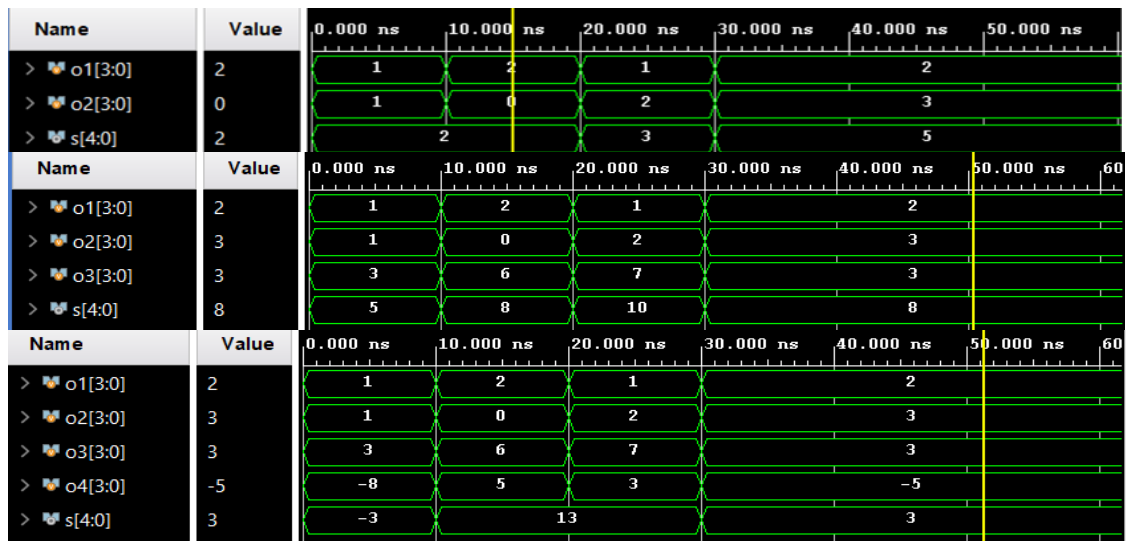 Name Value 0.000 ns 10.000 ns 20.000 ns 30.000 ns 40.000 ns 50.000 ns
> o1[3:0] 2 1 2 1 2
> o2[3:0] 0 1 0 2 3
> s[4:0] 2 2 3 5
Name Value 0.000 ns 10.000 ns 20.000 ns 30.000 ns 40.000 ns 50.000 ns 60
> o1[3:0] 2 1 2 1 2
> o2[3:0] 3 1 0 2 3
> o3[3:0] 3 3 6 7 3
> s[4:0] 8 5 8 10 8
Name Value 0.000 ns 10.000 ns 20.000 ns 30.000 ns 40.000 ns 50.000 ns 60
> o1[3:0] 2 1 2 1 2
> o2[3:0] 3 1 0 2 3
> o3[3:0] 3 3 6 7 3
> o4[3:0] -5 -8 5 3 -5
> s[4:0] 3 -3 13 3